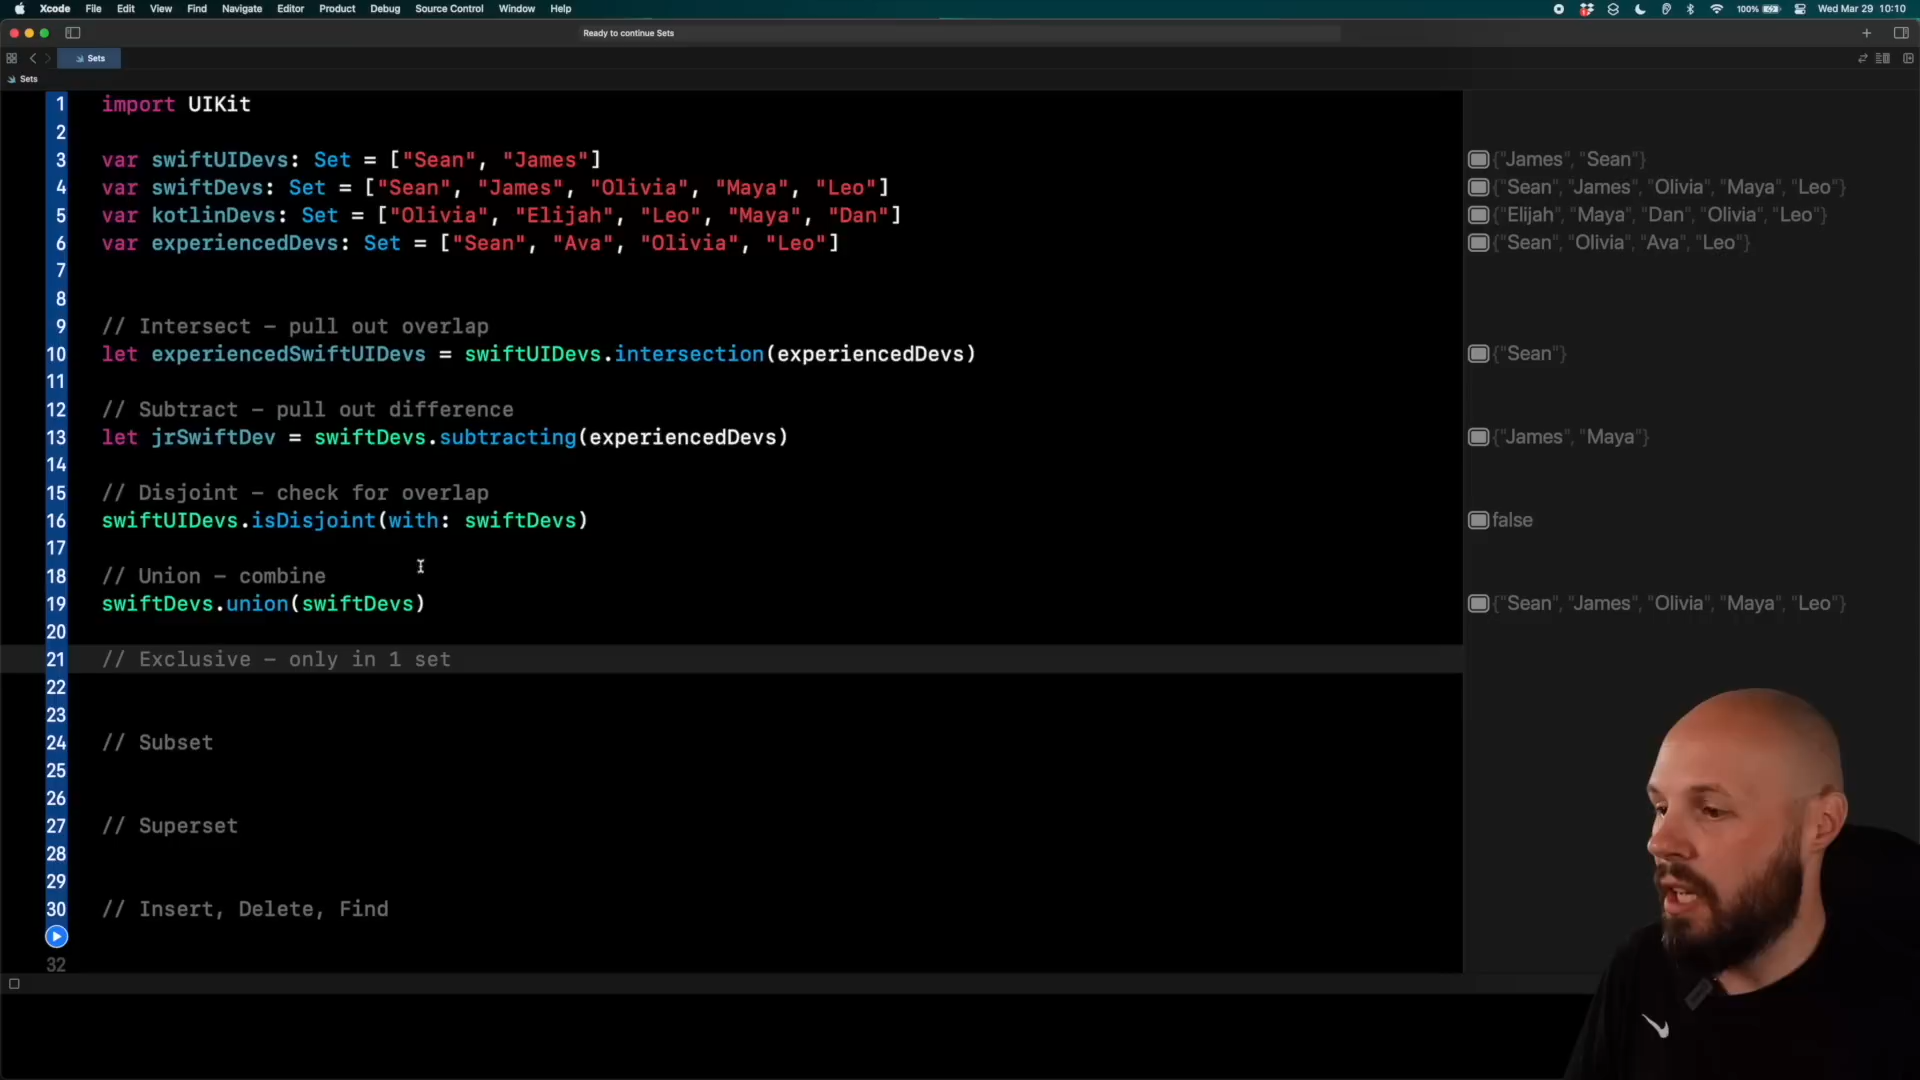 Xcode File Edit View Find Navigate Editor Product Debug Source Control Window Help 100% Wed Mar 29 10:10
Ready to continue Sets
Sets
Sets
1 import UIKit
2
3 var swiftUIDevs: Set = ["Sean", "James"] {"James", "Sean"}
4 var swiftDevs: Set = ["Sean", "James", "Olivia", "Maya", "Leo"] {"Sean", "James", "Olivia", "Maya", "Leo"}
5 var kotlinDevs: Set = ["Olivia", "Elijah", "Leo", "Maya", "Dan"] {"Elijah", "Maya", "Dan", "Olivia", "Leo"}
6 var experiencedDevs: Set = ["Sean", "Ava", "Olivia", "Leo"] {"Sean", "Olivia", "Ava", "Leo"}
7
8
9 // Intersect – pull out overlap
10 let experiencedSwiftUIDevs = swiftUIDevs.intersection(experiencedDevs) {"Sean"}
11
12 // Subtract – pull out difference
13 let jrSwiftDev = swiftDevs.subtracting(experiencedDevs) {"James", "Maya"}
14
15 // Disjoint – check for overlap
16 swiftUIDevs.isDisjoint(with: swiftDevs) false
17
18 // Union – combine
19 swiftDevs.union(swiftDevs) {"Sean", "James", "Olivia", "Maya", "Leo"}
20
21 // Exclusive – only in 1 set
22
23
24 // Subset
25
26
27 // Superset
28
29
30 // Insert, Delete, Find
32